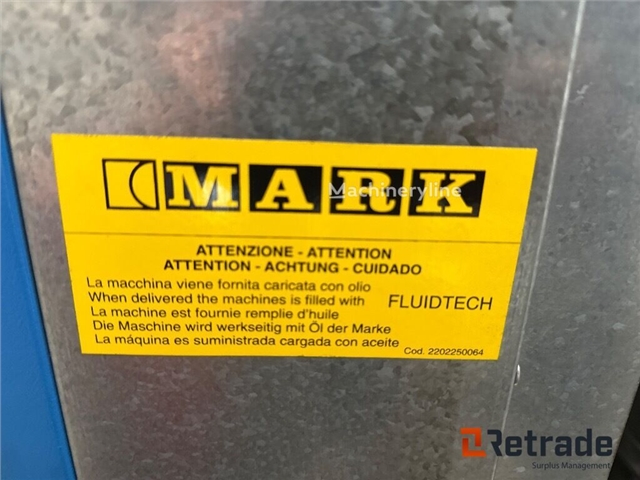 MARK
Machineryline
ATTENZIONE - ATTENTION
ATTENTION - ACHTUNG - CUIDADO
La macchina viene fornita caricata con olio
When delivered the machines is filled with FLUIDTECH
La machine est fournie remplie d'huile
Die Maschine wird werkseitig mit Öl der Marke
La máquina es suministrada cargada con aceite
Cod. 2202250064
Retrade
Surplus Management